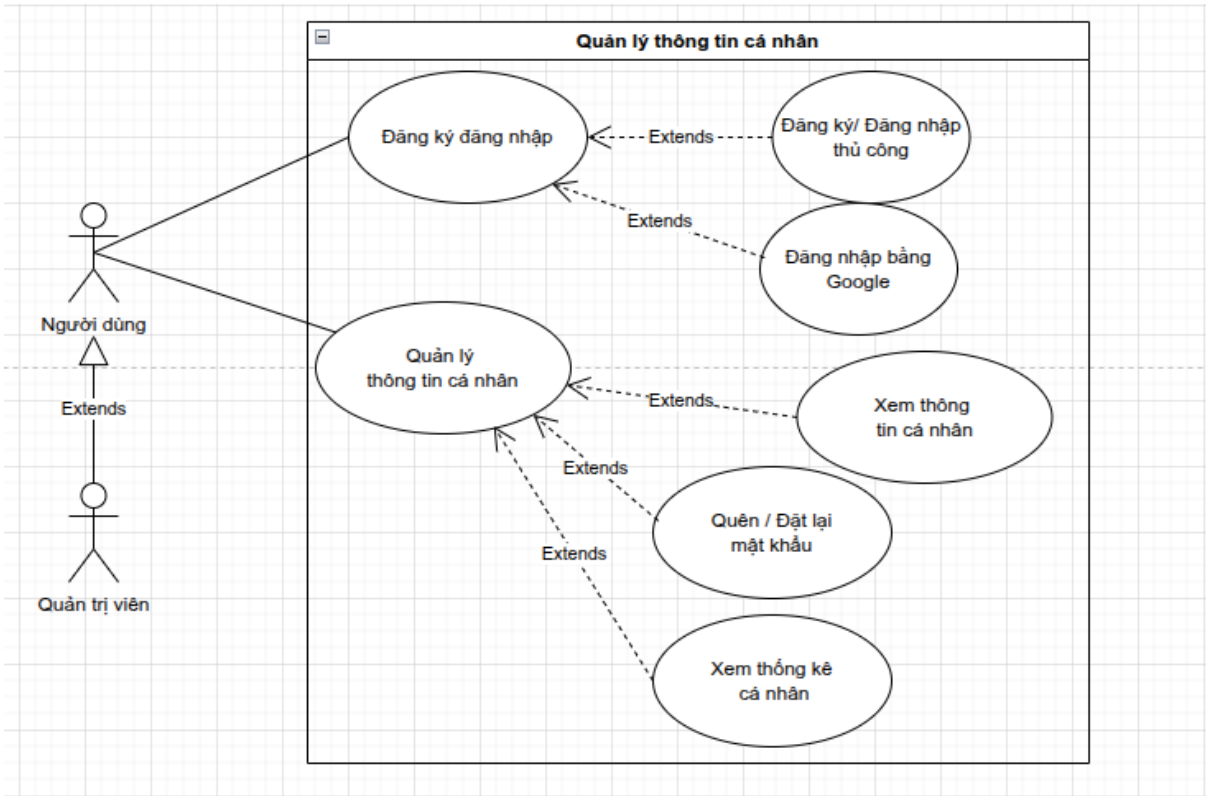 Quản lý thông tin cá nhân
Đăng ký đăng nhập
Extends
Đăng ký/ Đăng nhập
thủ công
Extends
Đăng nhập bằng
Google
Người dùng
Quản lý
thông tin cá nhân
Extends
Extends
Xem thông
tin cá nhân
Extends
Quên / Đặt lại
mật khẩu
Extends
Quản trị viên
Xem thống kê
cá nhân